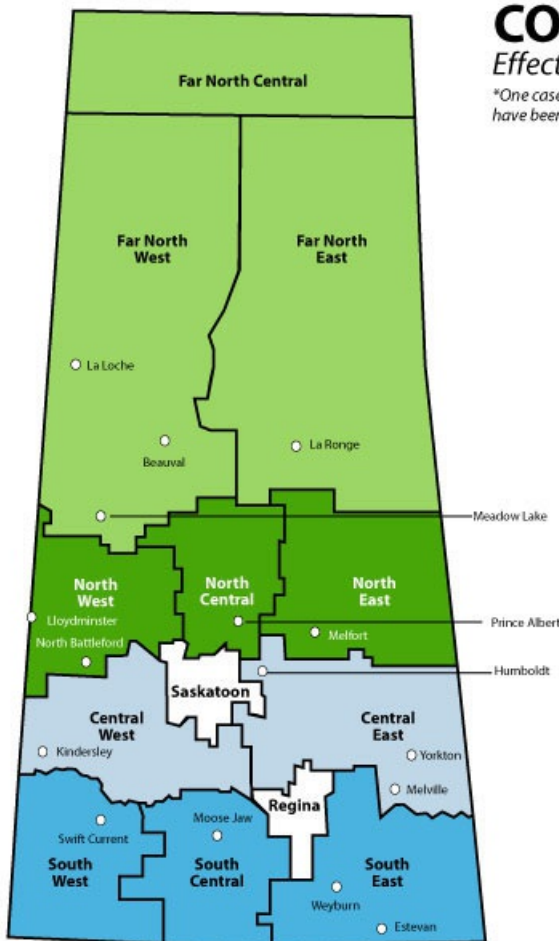 CO
Effect
*One case
have been
Far North Central
Far North
West
Far North
East
La Loche
Beauval
La Ronge
Meadow Lake
North
West
North
Central
North
East
Lloydminster
Prince Albert
North Battleford
Melfort
Humboldt
Saskatoon
Central
West
Central
East
Kindersley
Yorkton
Melville
Regina
Swift Current
Moose Jaw
South
West
South
Central
South
East
Weyburn
Estevan